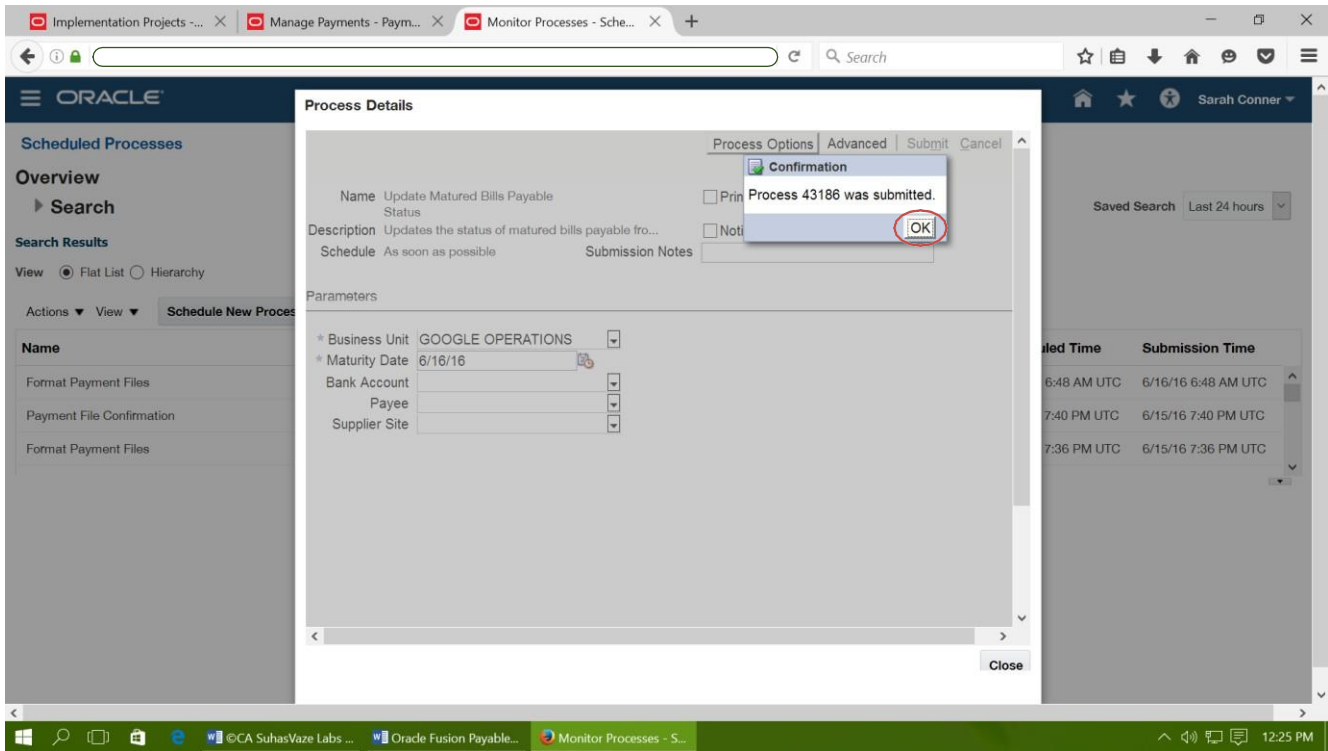 Implementation Projects -...
Manage Payments - Paym...
Monitor Processes - Sche...
Search
ORACLE
Sarah Conner
Process Details
Scheduled Processes
Process Options Advanced Submit Cancel
Overview
Search
Saved Search Last 24 hours
Search Results
View Flat List Hierarchy
Actions View Schedule New Proces
Name
Format Payment Files
Payment File Confirmation
Format Payment Files
Name Update Matured Bills Payable
Status
Prin
Description Updates the status of matured bills payable fro...
Noti
Schedule As soon as possible
Submission Notes
Confirmation
Process 43186 was submitted.
OK
Parameters
* Business Unit GOOGLE OPERATIONS
* Maturity Date 6/16/16
Bank Account
Payee
Supplier Site
uled Time Submission Time
6:48 AM UTC 6/16/16 6:48 AM UTC
7:40 PM UTC 6/15/16 7:40 PM UTC
7:36 PM UTC 6/15/16 7:36 PM UTC
Close
©CA SuhasVaze Labs ...
Oracle Fusion Payable...
Monitor Processes - S...
12:25 PM